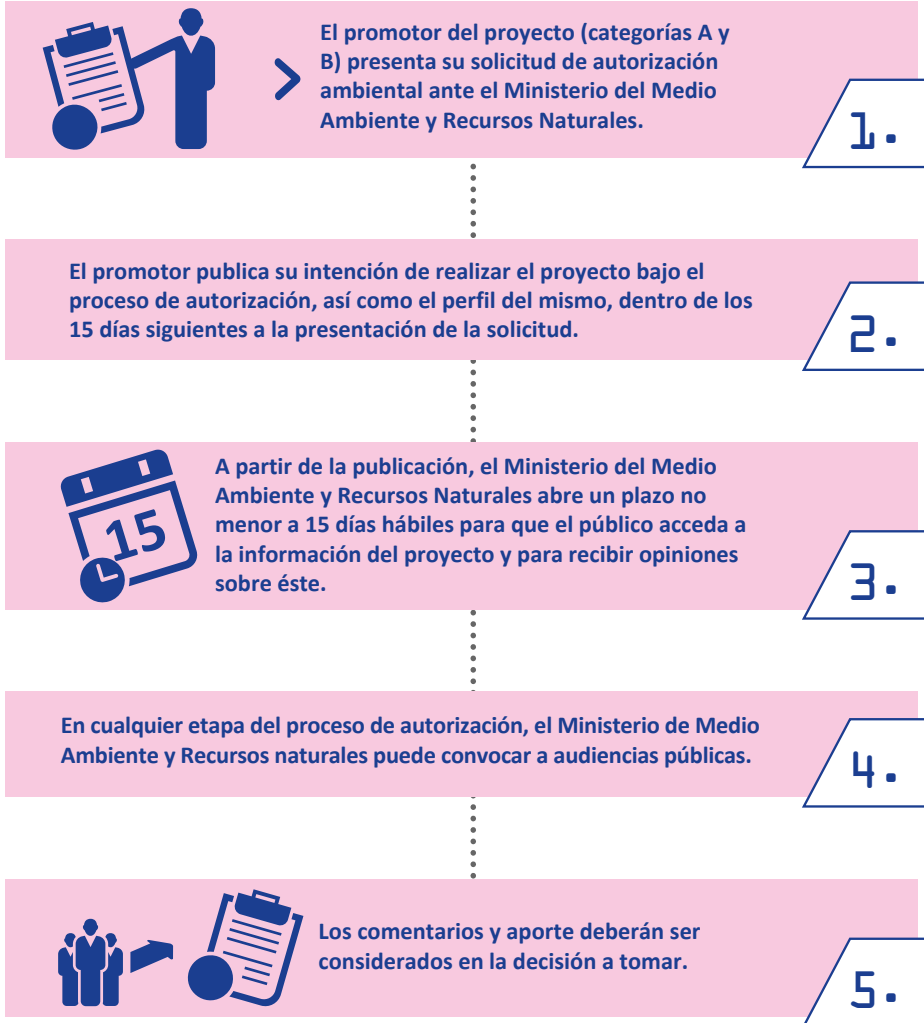 El promotor del proyecto (categorías A y
B) presenta su solicitud de autorización
ambiental ante el Ministerio del Medio
Ambiente y Recursos Naturales.
1.
El promotor publica su intención de realizar el proyecto bajo el
proceso de autorización, así como el perfil del mismo, dentro de los
15 días siguientes a la presentación de la solicitud.
2.
15
A partir de la publicación, el Ministerio del Medio
Ambiente y Recursos Naturales abre un plazo no
menor a 15 días hábiles para que el público acceda a
la información del proyecto y para recibir opiniones
sobre éste.
3.
En cualquier etapa del proceso de autorización, el Ministerio de Medio
Ambiente y Recursos naturales puede convocar a audiencias públicas.
4.
Los comentarios y aporte deberán ser
considerados en la decisión a tomar.
5.